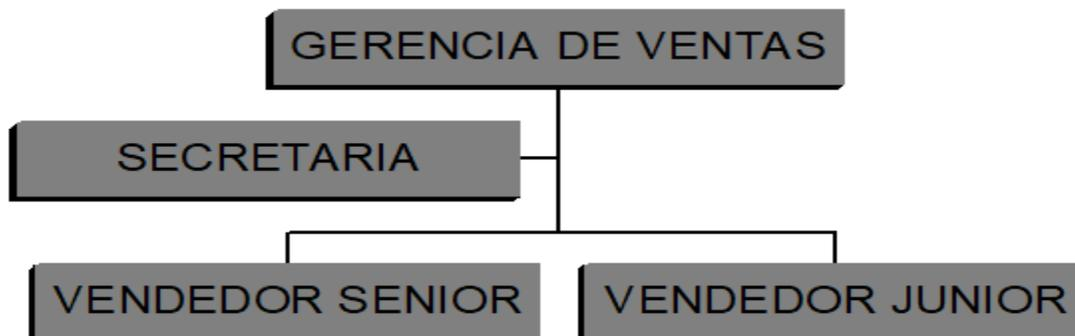 GERENCIA DE VENTAS
SECRETARIA
VENDEDOR SENIOR
VENDEDOR JUNIOR